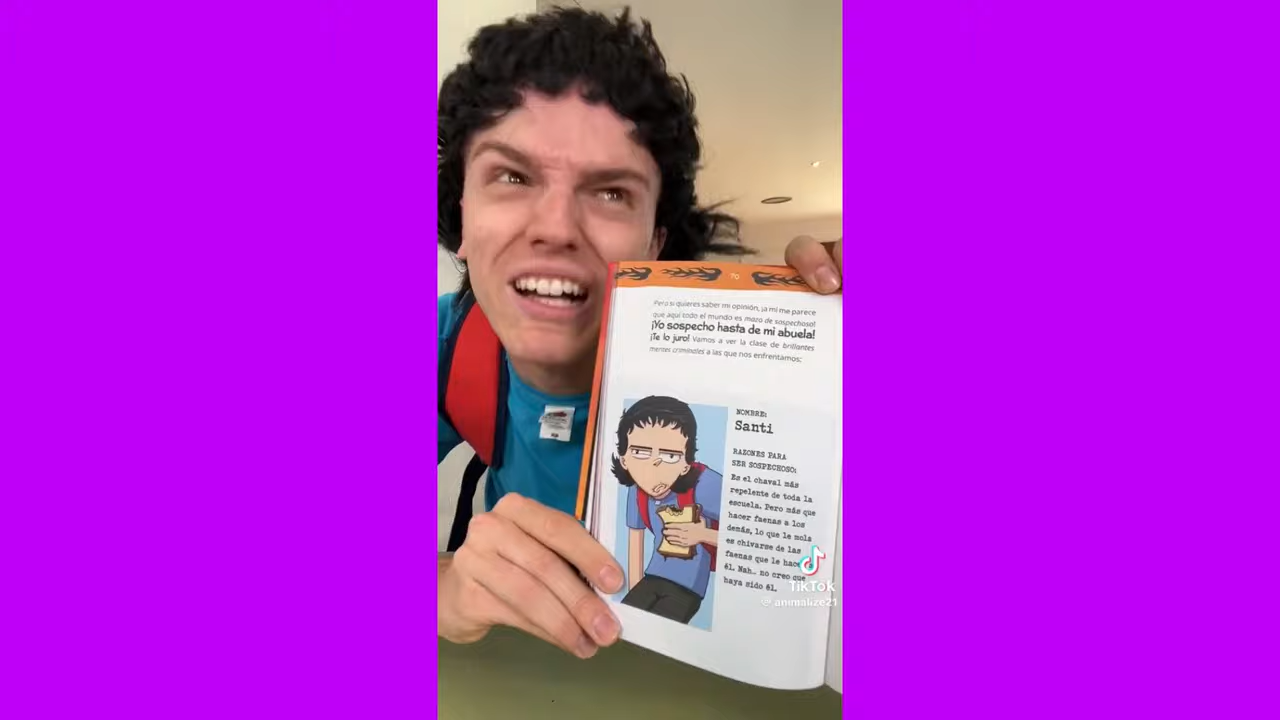 70
Pero si quieres saber mi opinión, ¡a mí me parece
que aquí todo el mundo es mazo de sospechoso!
¡Yo sospecho hasta de mi abuela!
¡Te lo juro! Vamos a ver la clase de brillantes
mentes criminales a las que nos enfrentamos:
NOMBRE:
Santi
RAZONES PARA
SER SOSPECHOSO:
Es el chaval más
repelente de toda la
escuela. Pero más que
hacer faenas a los
demás, lo que le mola
es chivarse de las
faenas que le hacen
él. Nah… no creo que
haya sido él.
TikTok
animalize21